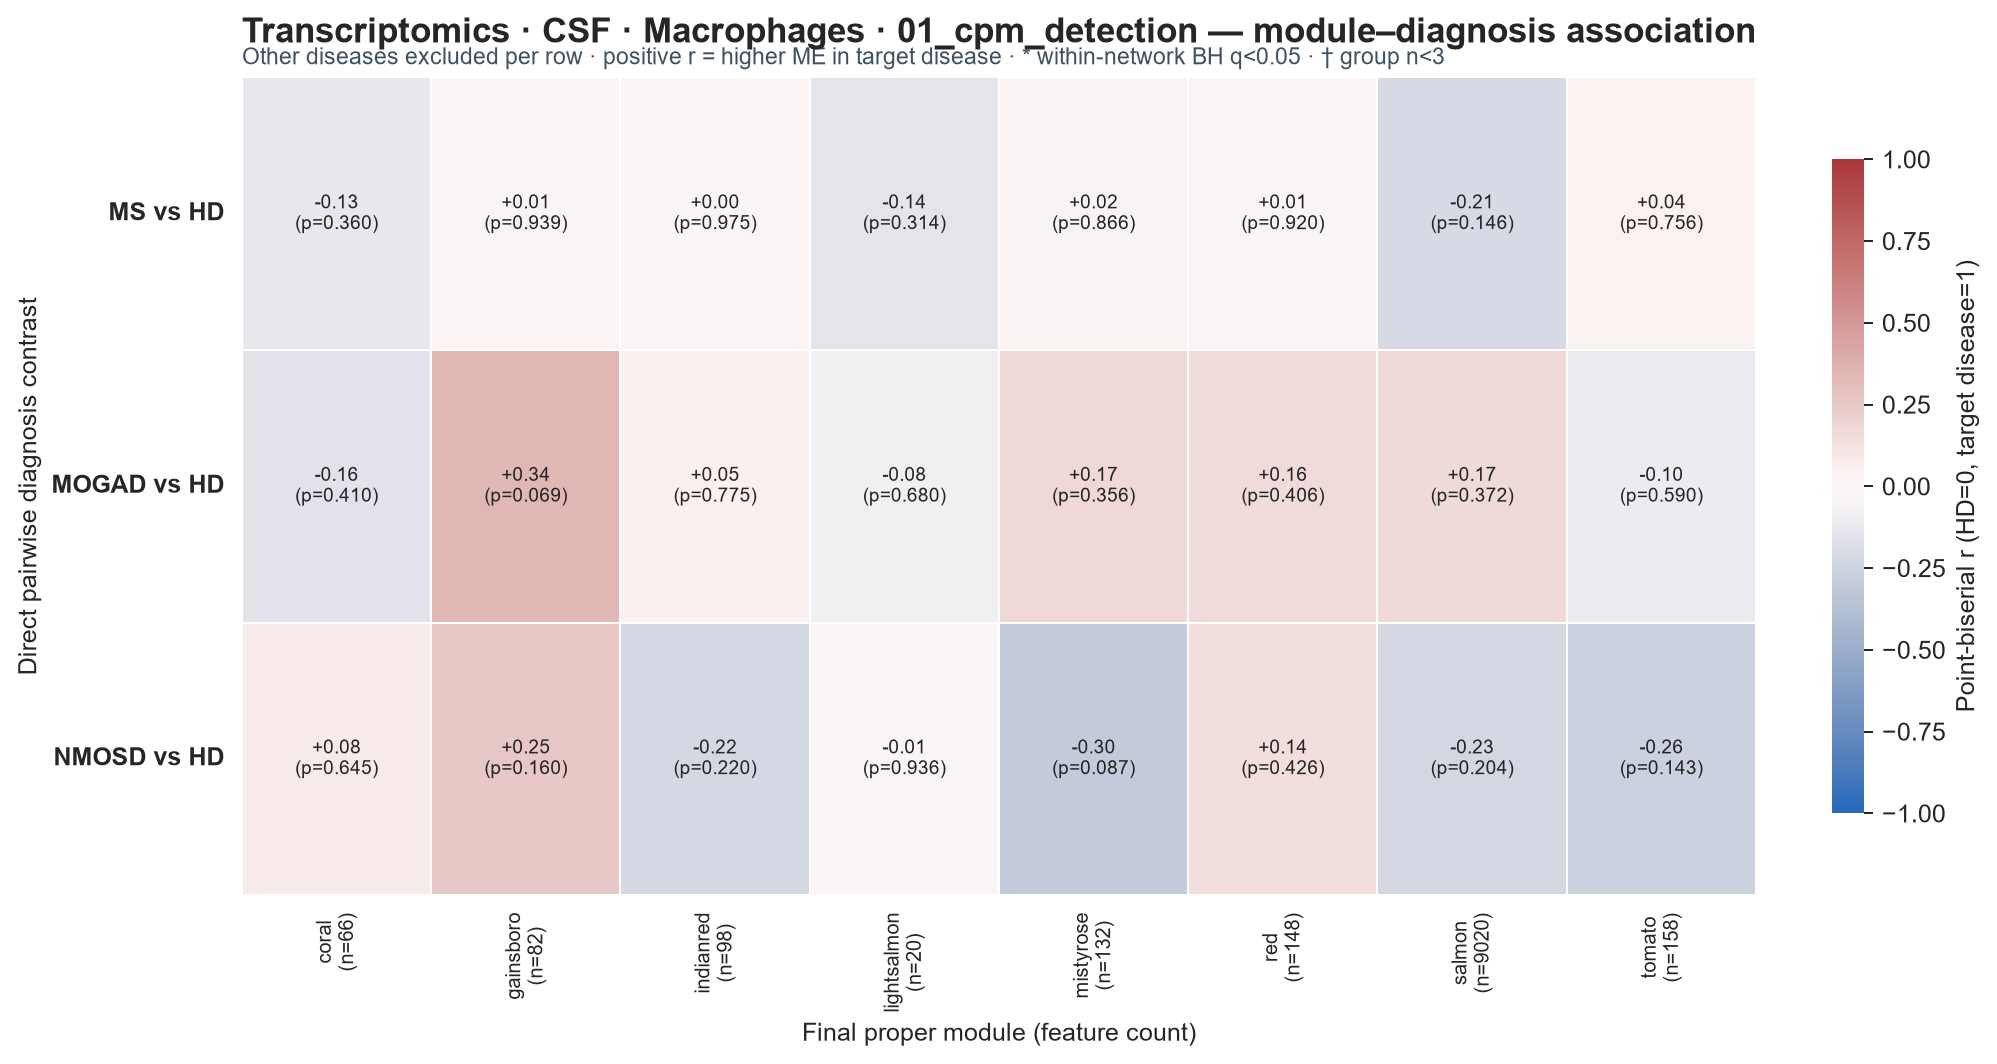 Transcriptomics · CSF · Macrophages · 01_cpm_detection — module–diagnosis association
Other diseases excluded per row · positive r = higher ME in target disease · * within-network BH q<0.05 · † group n<3
Direct pairwise diagnosis contrast
MS vs HD
-0.13
(p=0.360)
+0.01
(p=0.939)
+0.00
(p=0.975)
-0.14
(p=0.314)
+0.02
(p=0.866)
+0.01
(p=0.920)
-0.21
(p=0.146)
+0.04
(p=0.756)
MOGAD vs HD
-0.16
(p=0.410)
+0.34
(p=0.069)
+0.05
(p=0.775)
-0.08
(p=0.680)
+0.17
(p=0.356)
+0.16
(p=0.406)
+0.17
(p=0.372)
-0.10
(p=0.590)
NMOSD vs HD
+0.08
(p=0.645)
+0.25
(p=0.160)
-0.22
(p=0.220)
-0.01
(p=0.936)
-0.30
(p=0.087)
+0.14
(p=0.426)
-0.23
(p=0.204)
-0.26
(p=0.143)
coral
(n=66)
gainsboro
(n=82)
indianred
(n=98)
lightsalmon
(n=20)
mistyrose
(n=132)
red
(n=148)
salmon
(n=9020)
tomato
(n=158)
Final proper module (feature count)
1.00
0.75
0.50
0.25
0.00
−0.25
−0.50
−0.75
−1.00
Point-biserial r (HD=0, target disease=1)